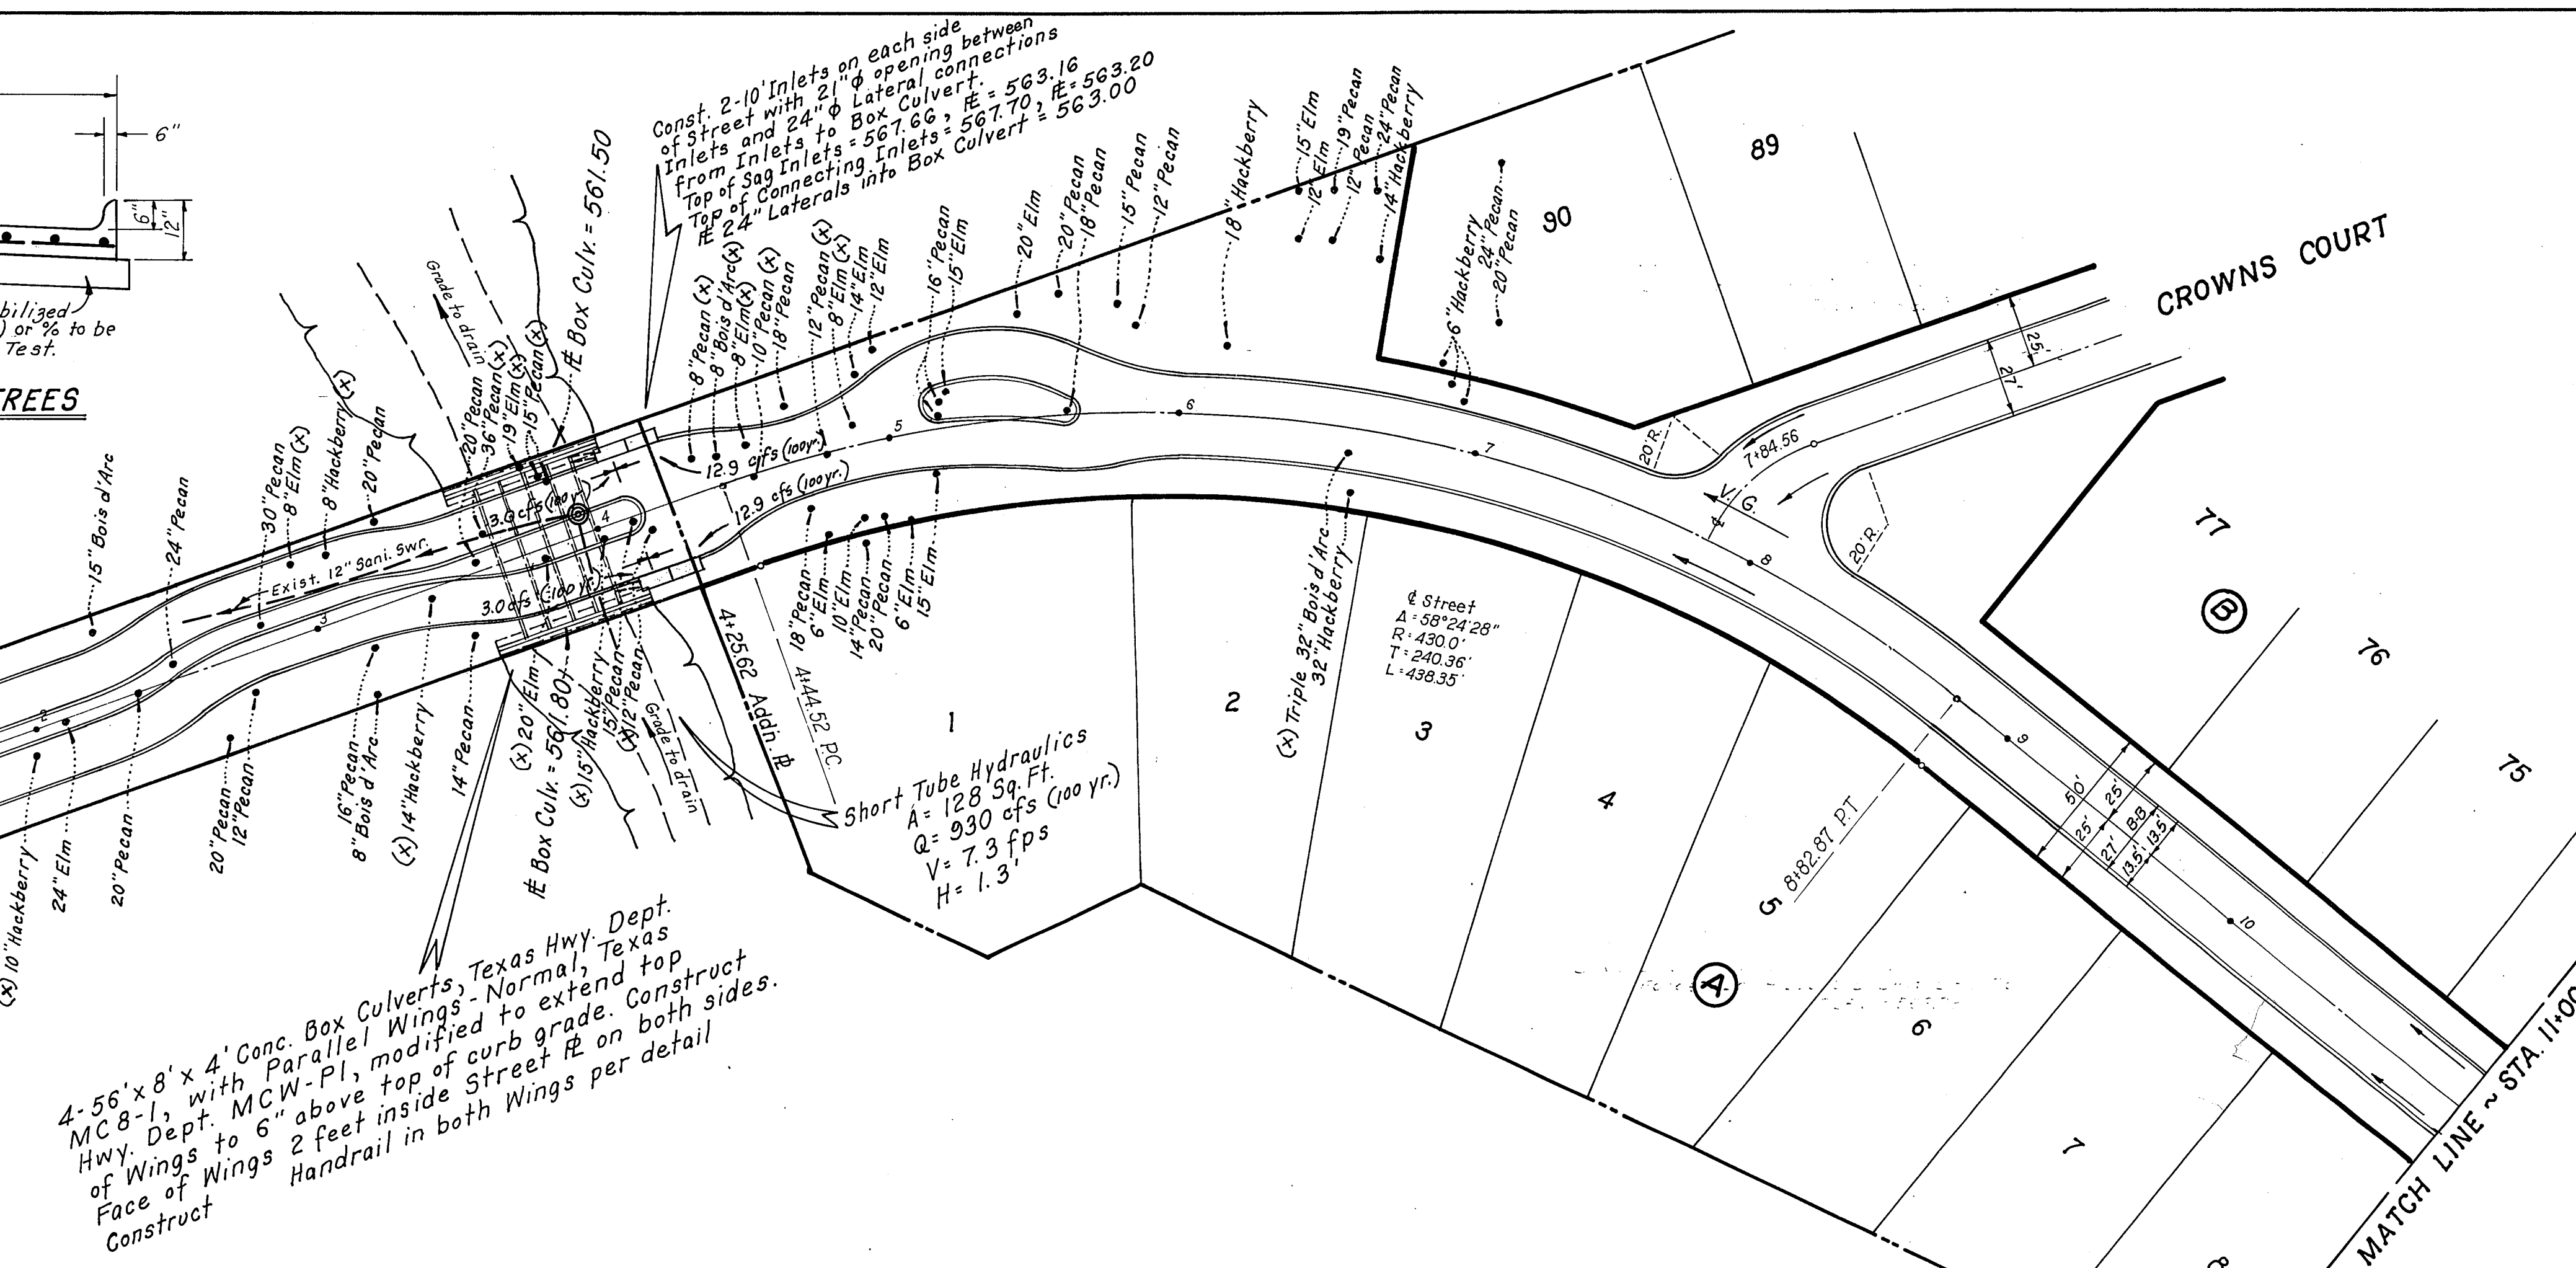 6"
6"
12"
bilized
) or % to be
Test.
REES
Const. 2-10' Inlets on each side
of Street with 21"ϕ opening between
Inlets and 24"ϕ Lateral connections
from Inlets to Box Culvert.
Top of Sag Inlets = 567.66, FL = 563.16
Top of Connecting Inlets = 567.70, FL = 563.20
FL 24" Laterals into Box Culvert = 563.00
FL Box Culv. = 561.50
Grade to drain
15" Bois d'Arc
24" Pecan
30" Pecan
8" Elm (x)
8" Hackberry (x)
20" Pecan
20" Pecan
36" Pecan (x)
19" Elm (x)
15" Pecan (x)
8" Pecan (x)
8" Bois d'Arc (x)
8" Elm (x)
10" Pecan (x)
18" Pecan
12" Pecan (x)
8" Elm (x)
14" Elm
12" Elm
16" Pecan
15" Elm
20" Elm
20" Pecan
18" Pecan
15" Pecan
12" Pecan
18" Hackberry
15" Elm
12" Elm
19" Pecan
12" Pecan
24" Pecan
14" Hackberry
6" Hackberry
24" Pecan
20" Pecan
90
89
CROWNS COURT
25'
27'
20' R.
7+84.56
V. G.
℄
20' R.
77
B
76
75
12.9 cfs (100yr.)
12.9 cfs (100yr.)
3.0 cfs (100 yr.)
3.0 cfs (100 yr.)
Exist. 12" Sani. Swr.
2
3
4
5
6
7
8
9
10
(x) 10" Hackberry
24" Elm
20" Pecan
20" Pecan
12" Pecan
16" Pecan
8" Bois d'Arc
(x) 14" Hackberry
14" Pecan
(x) 20" Elm
FL Box Culv. = 561.80
(x) 15" Hackberry
15" Pecan
(x) 12" Pecan
Grade to drain
4+25.62 Addn. PL
4+44.52 PC
18" Pecan
6" Elm
10" Elm
14" Pecan
20" Pecan
6" Elm
15" Elm
(x) Triple 32" Bois d'Arc
32" Hackberry
℄ Street
Δ = 58°24'28"
R = 430.0'
T = 240.36'
L = 438.35'
1
2
3
4
5
6
7
8
A
8+82.87 P.T.
50'
25'
25'
B-B
27'
13.5'
13.5'
Short Tube Hydraulics
A = 128 Sq. Ft.
Q = 930 cfs (100 yr.)
V = 7.3 fps
H = 1.3'
4-56' x 8' x 4' Conc. Box Culverts, Texas Hwy. Dept.
MC 8-1, with Parallel Wings - Normal, Texas
Hwy. Dept. MCW-P1, modified to extend top
of Wings to 6" above top of curb grade. Construct
Face of Wings 2 feet inside Street PL on both sides.
Construct Handrail in both Wings per detail
MATCH LINE ~ STA. 11+00